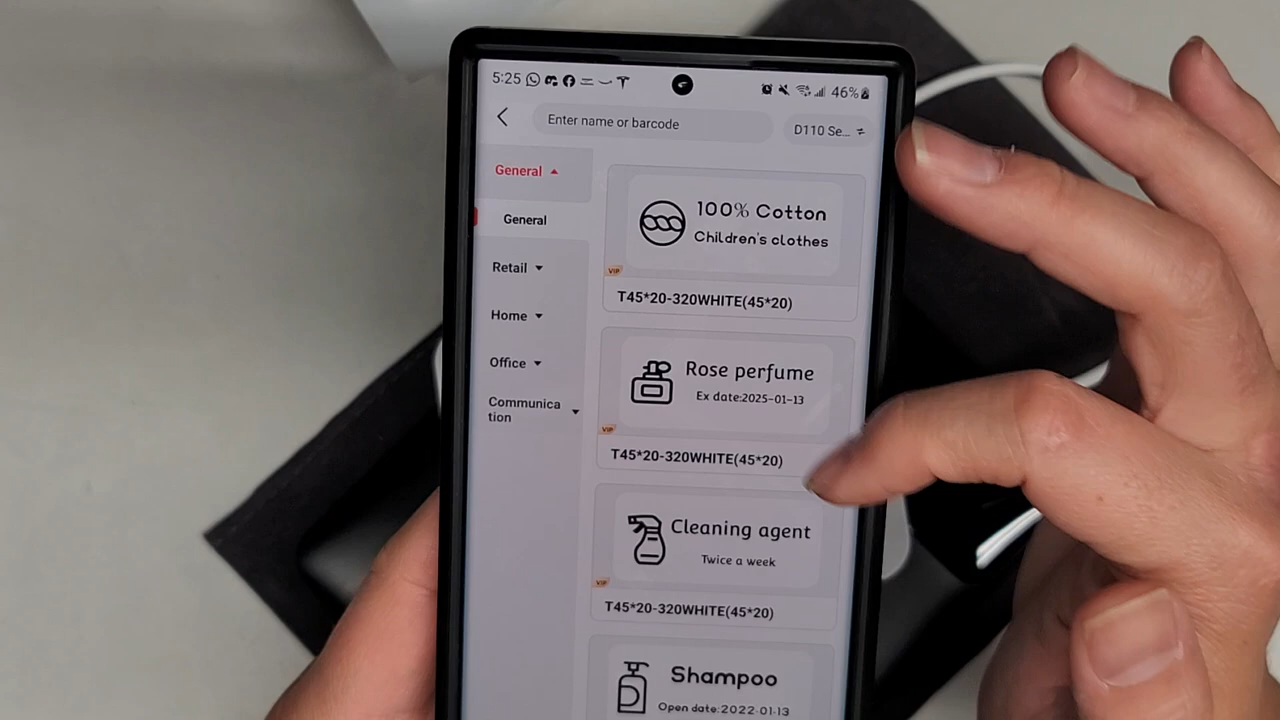 5:25
46%
Enter name or barcode
D110 Se...
General
General
Retail
Home
Office
Communica
tion
100% Cotton
Children's clothes
VIP
T45*20-320WHITE(45*20)
Rose perfume
Ex date:2025-01-13
VIP
T45*20-320WHITE(45*20)
Cleaning agent
Twice a week
VIP
T45*20-320WHITE(45*20)
Shampoo
Open date:2022-01-13